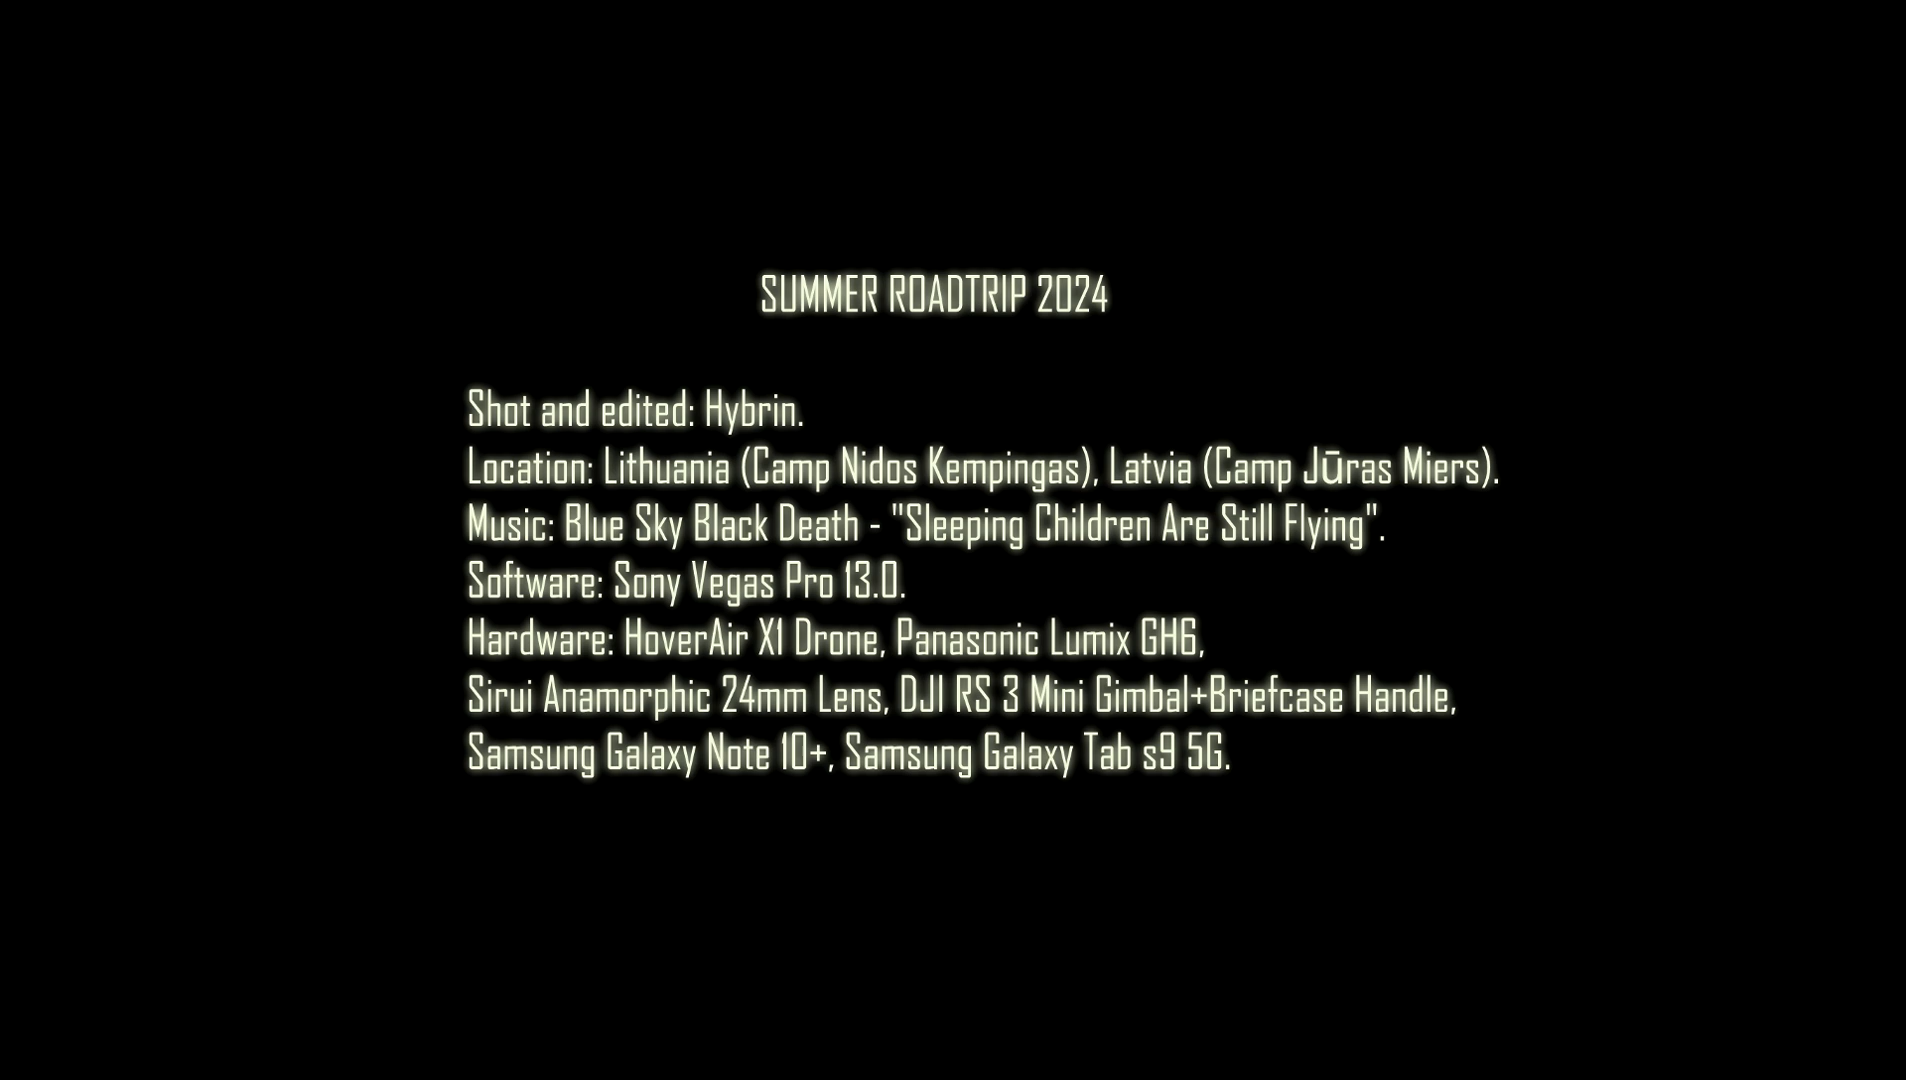 SUMMER ROADTRIP 2024
Shot and edited: Hybrin.
Location: Lithuania (Camp Nidos Kempingas), Latvia (Camp Jūras Miers).
Music: Blue Sky Black Death - "Sleeping Children Are Still Flying".
Software: Sony Vegas Pro 13.0.
Hardware: HoverAir X1 Drone, Panasonic Lumix GH6,
Sirui Anamorphic 24mm Lens, DJI RS 3 Mini Gimbal+Briefcase Handle,
Samsung Galaxy Note 10+, Samsung Galaxy Tab s9 5G.